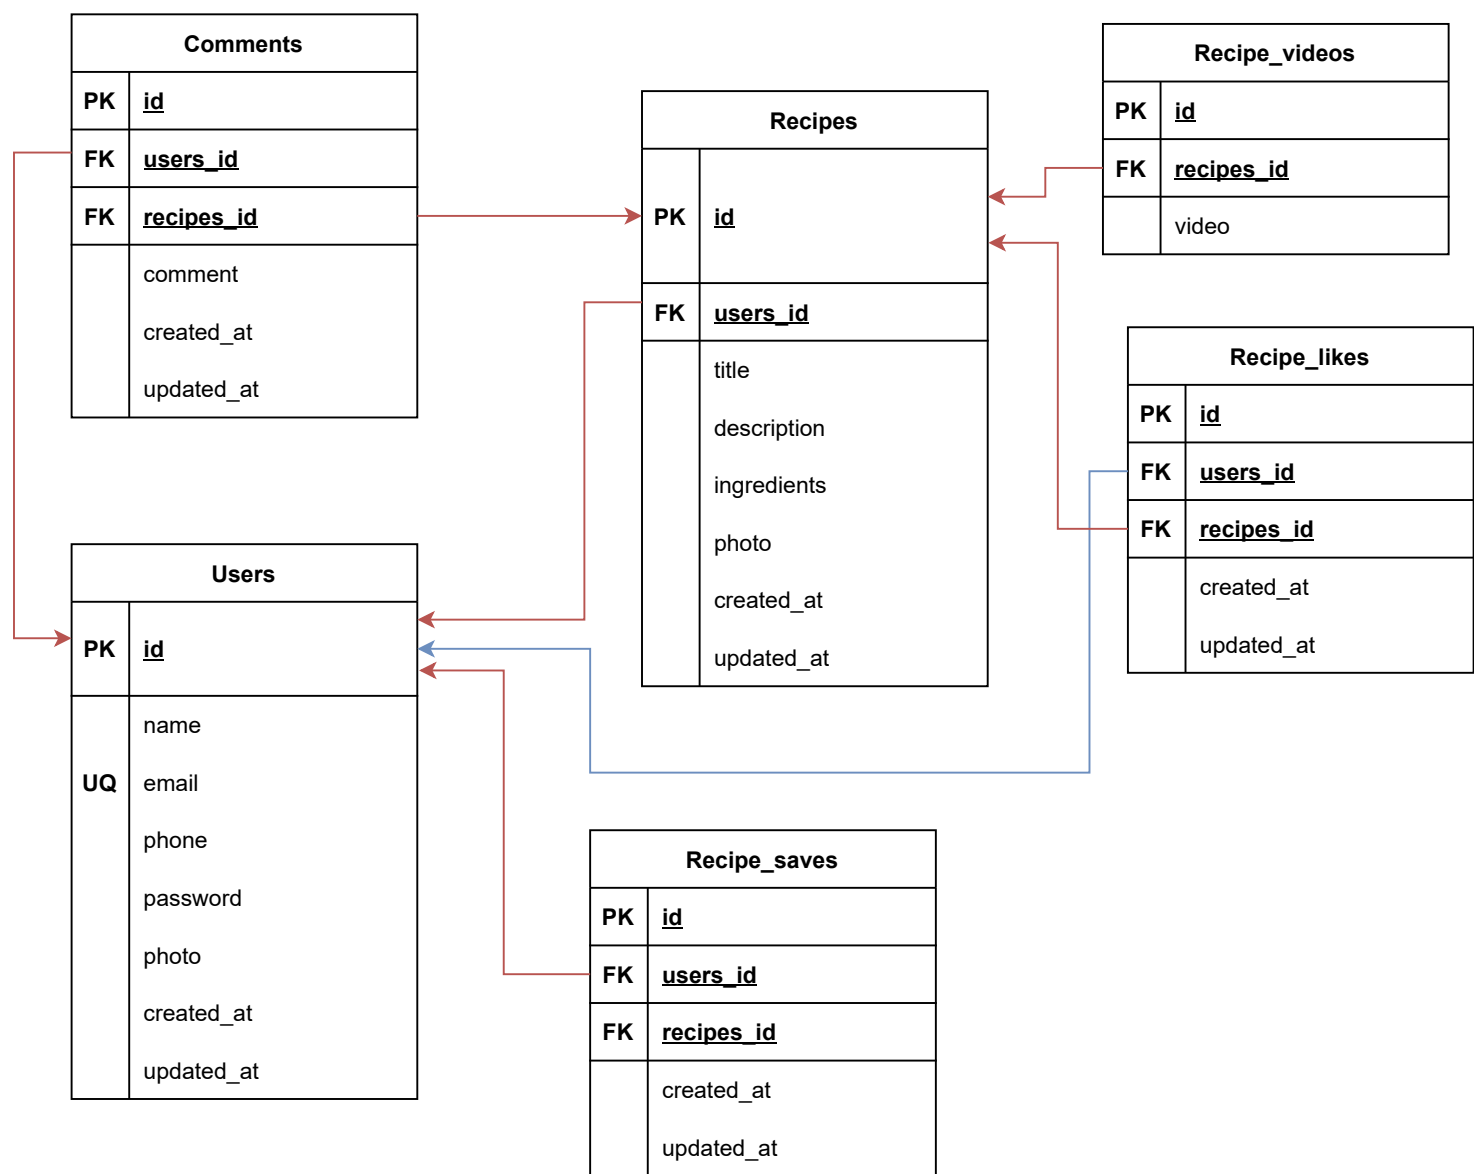 Comments
PK id
FK users_id
FK recipes_id
comment
created_at
updated_at
Recipes
PK id
FK users_id
title
description
ingredients
photo
created_at
updated_at
Recipe_videos
PK id
FK recipes_id
video
Recipe_likes
PK id
FK users_id
FK recipes_id
created_at
updated_at
Users
PK id
name
UQ email
phone
password
photo
created_at
updated_at
Recipe_saves
PK id
FK users_id
FK recipes_id
created_at
updated_at